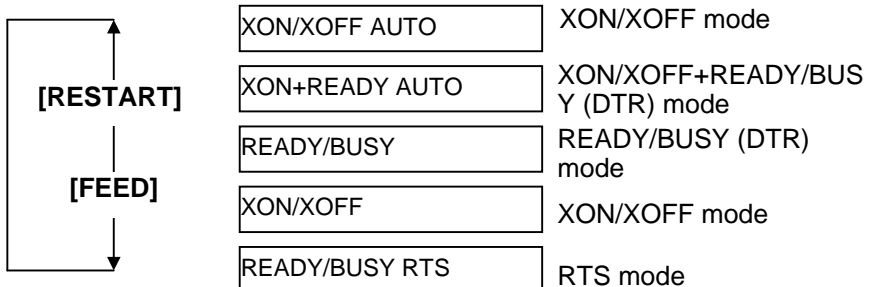 XON/XOFF AUTO XON/XOFF mode
[RESTART]
XON+READY AUTO XON/XOFF+READY/BUS
Y (DTR) mode
READY/BUSY READY/BUSY (DTR)
mode
[FEED]
XON/XOFF XON/XOFF mode
READY/BUSY RTS RTS mode